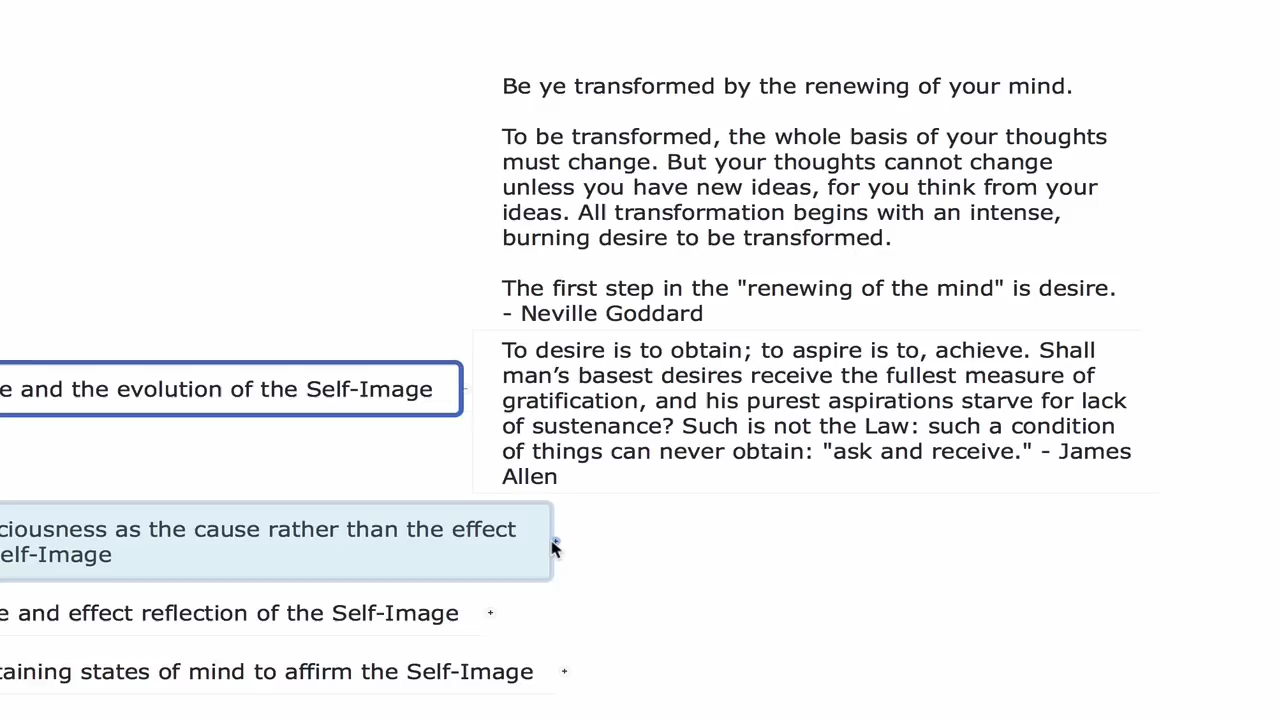 Be ye transformed by the renewing of your mind.
To be transformed, the whole basis of your thoughts
must change. But your thoughts cannot change
unless you have new ideas, for you think from your
ideas. All transformation begins with an intense,
burning desire to be transformed.
The first step in the "renewing of the mind" is desire.
- Neville Goddard
To desire is to obtain; to aspire is to, achieve. Shall
man’s basest desires receive the fullest measure of
gratification, and his purest aspirations starve for lack
of sustenance? Such is not the Law: such a condition
of things can never obtain: "ask and receive." - James
Allen
e and the evolution of the Self-Image
ciousness as the cause rather than the effect
elf-Image
e and effect reflection of the Self-Image
taining states of mind to affirm the Self-Image